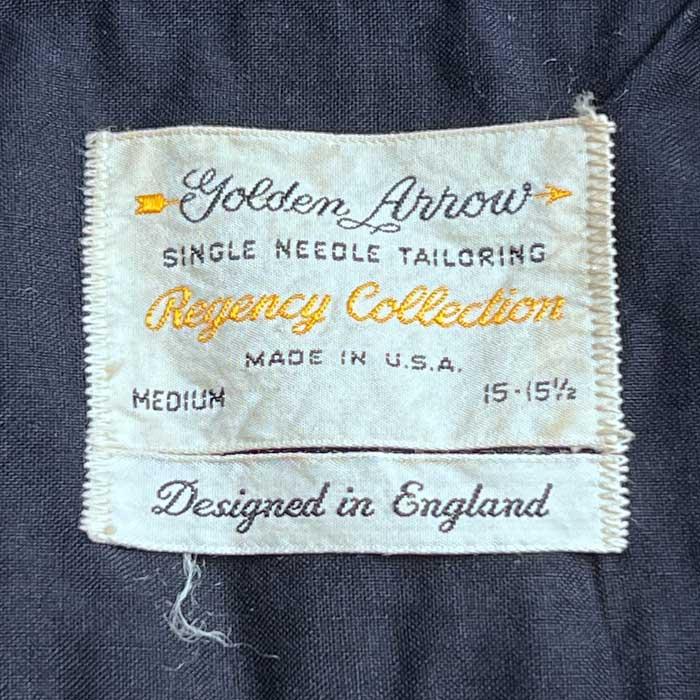 Golden Arrow
SINGLE NEEDLE TAILORING
Regency Collection
MADE IN U.S.A.
MEDIUM 15-15½
Designed in England